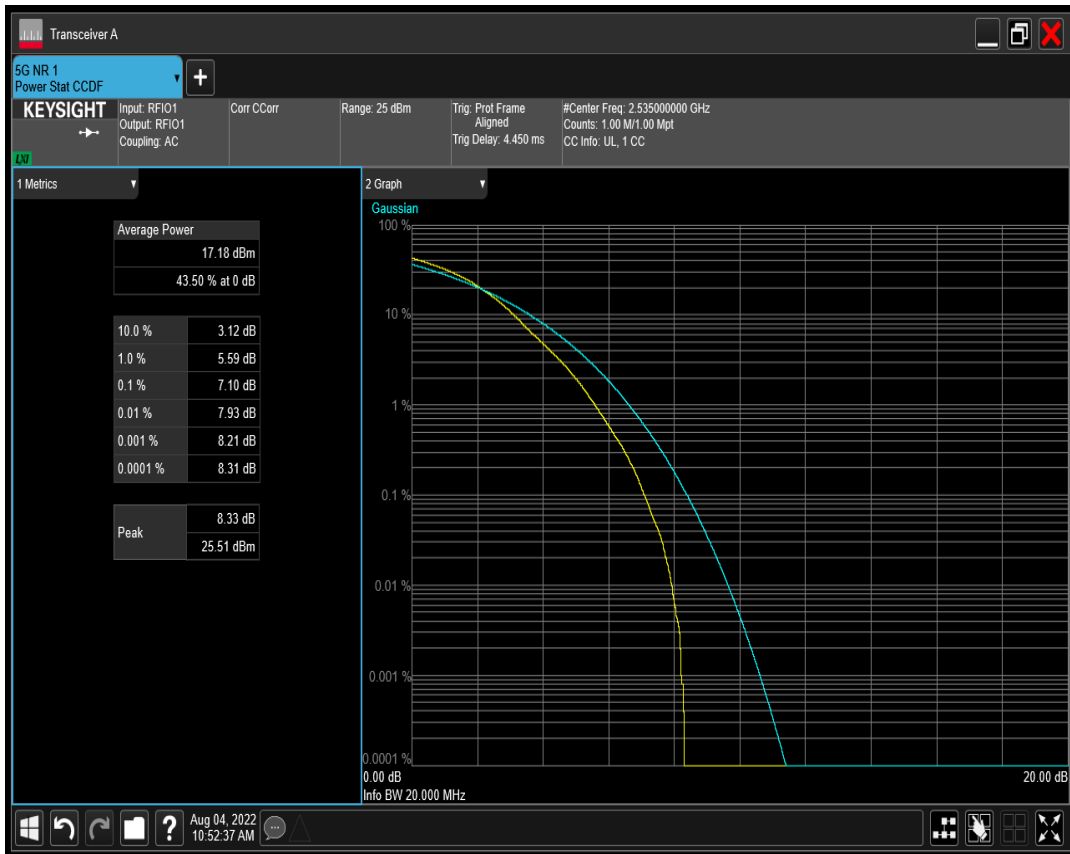 Transceiver A
5G NR 1
Power Stat CCDF
+
KEYSIGHT
LXI
Input: RFIO1
Output: RFIO1
Coupling: AC
Corr CCorr
Range: 25 dBm
Trig: Prot Frame
Aligned
Trig Delay: 4.450 ms
#Center Freq: 2.535000000 GHz
Counts: 1.00 M/1.00 Mpt
CC Info: UL, 1 CC
1 Metrics
Average Power
17.18 dBm
43.50 % at 0 dB
10.0 % 3.12 dB
1.0 % 5.59 dB
0.1 % 7.10 dB
0.01 % 7.93 dB
0.001 % 8.21 dB
0.0001 % 8.31 dB
Peak
8.33 dB
25.51 dBm
2 Graph
Gaussian
100 %
10 %
1 %
0.1 %
0.01 %
0.001 %
0.0001 %
0.00 dB 20.00 dB
Info BW 20.000 MHz
?
Aug 04, 2022
10:52:37 AM